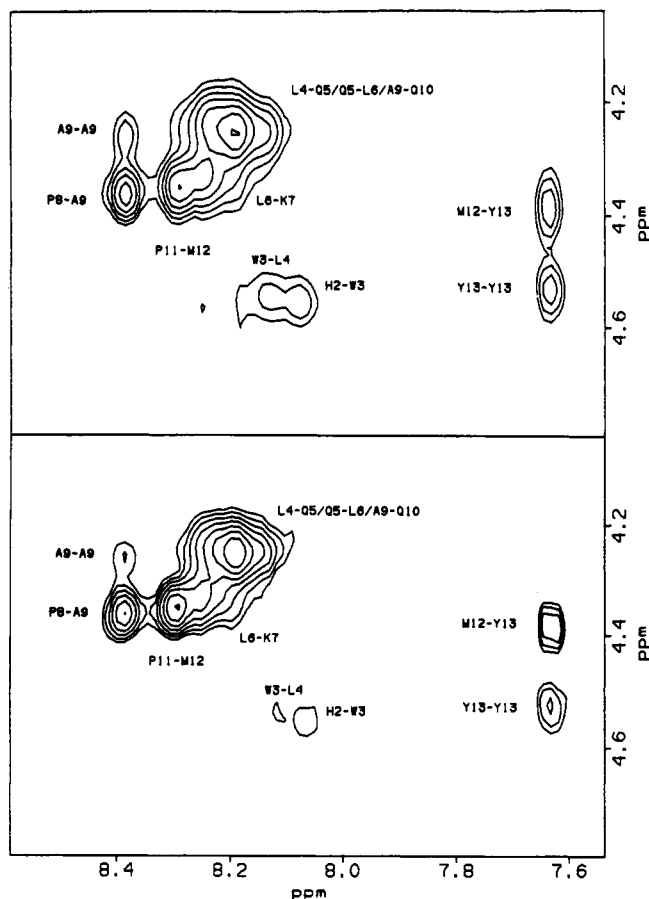 L4-Q5/Q5-L6/A9-Q10
4.2
A9-A9
P8-A9
L6-K7
M12-Y13
4.4
ppm
P11-M12
W3-L4
H2-W3
Y13-Y13
4.6
L4-Q5/Q5-L6/A9-Q10
4.2
A9-A9
P8-A9
M12-Y13
L6-K7
4.4
ppm
P11-M12
W3-L4
H2-W3
Y13-Y13
4.6
8.4
8.2
8.0
7.8
7.6
ppm